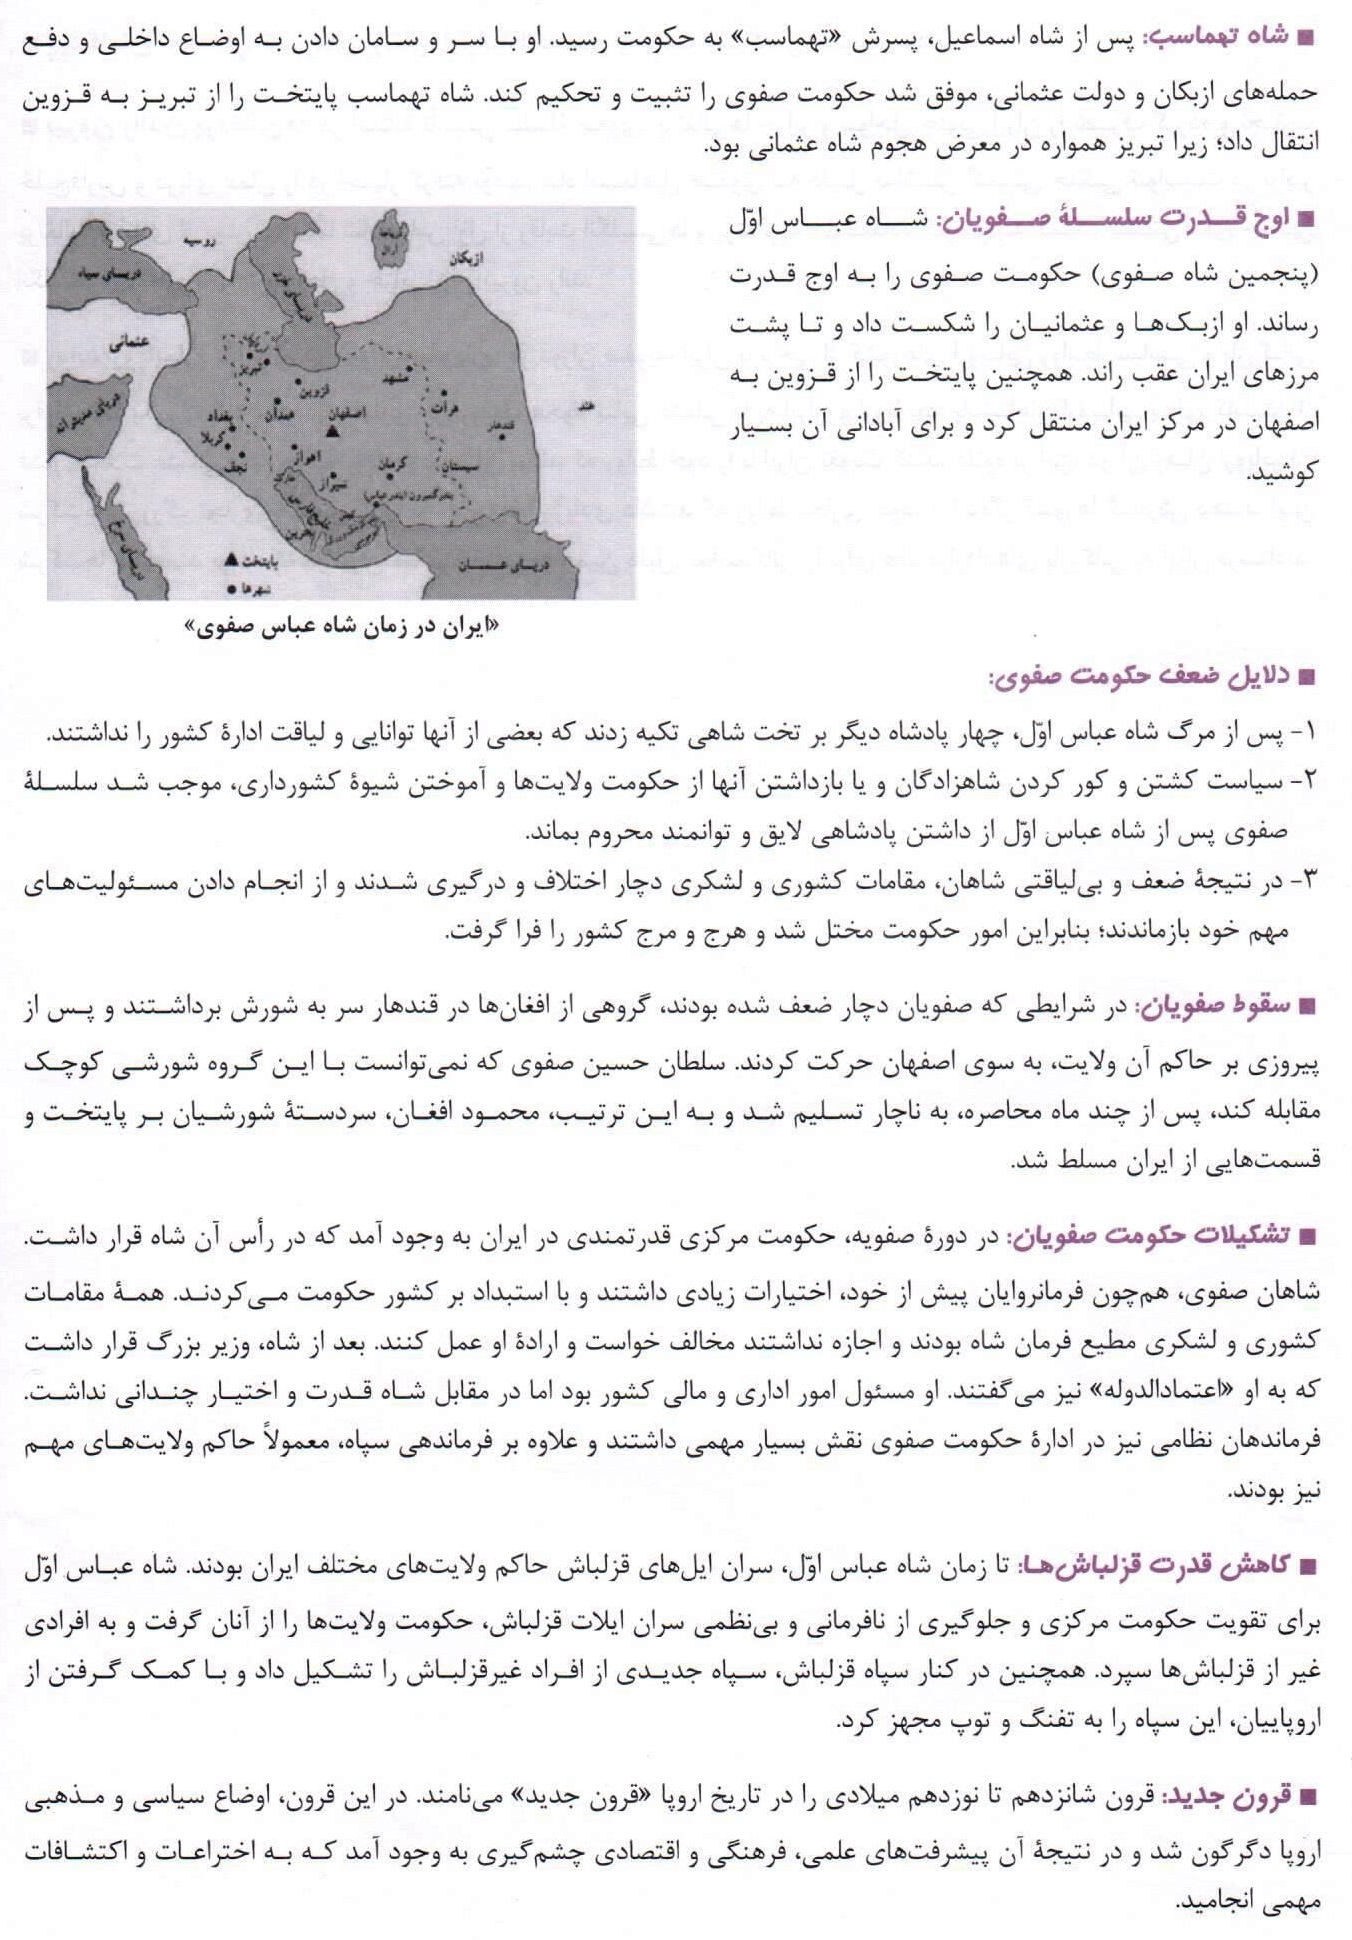 ■ شاه تهماسب: پس از شاه اسماعیل، پسرش «تهماسب» به حکومت رسید. او با سر و سامان دادن به اوضاع داخلی و دفع
حمله‌های ازبکان و دولت عثمانی، موفق شد حکومت صفوی را تثبیت و تحکیم کند. شاه تهماسب پایتخت را از تبریز به قزوین
انتقال داد؛ زیرا تبریز همواره در معرض هجوم شاه عثمانی بود.
■ اوج قدرت سلسلهٔ صفویان: شاه عباس اوّل
(پنجمین شاه صفوی) حکومت صفوی را به اوج قدرت
رساند. او ازبک‌ها و عثمانیان را شکست داد و تا پشت
مرزهای ایران عقب راند. همچنین پایتخت را از قزوین به
اصفهان در مرکز ایران منتقل کرد و برای آبادانی آن بسیار
کوشید.
روسیه
ازبکان
دریای سیاه
عثمانی
دریای مدیترانه
تبریز
قزوین
همدان
مشهد
هرات
هند
قندهار
بغداد
کربلا
نجف
اصفهان
اهواز
شیراز
کرمان
سیستان
بحرین
دریای سرخ
دریای عمان
▲ پایتخت
● شهرها
«ایران در زمان شاه عباس صفوی»
■ دلایل ضعف حکومت صفوی:
۱- پس از مرگ شاه عباس اوّل، چهار پادشاه دیگر بر تخت شاهی تکیه زدند که بعضی از آنها توانایی و لیاقت ادارهٔ کشور را نداشتند.
۲- سیاست کشتن و کور کردن شاهزادگان و یا بازداشتن آنها از حکومت ولایت‌ها و آموختن شیوهٔ کشورداری، موجب شد سلسلهٔ
صفوی پس از شاه عباس اوّل از داشتن پادشاهی لایق و توانمند محروم بماند.
۳- در نتیجهٔ ضعف و بی‌لیاقتی شاهان، مقامات کشوری و لشکری دچار اختلاف و درگیری شدند و از انجام دادن مسئولیت‌های
مهم خود بازماندند؛ بنابراین امور حکومت مختل شد و هرج و مرج کشور را فرا گرفت.
■ سقوط صفویان: در شرایطی که صفویان دچار ضعف شده بودند، گروهی از افغان‌ها در قندهار سر به شورش برداشتند و پس از
پیروزی بر حاکم آن ولایت، به سوی اصفهان حرکت کردند. سلطان حسین صفوی که نمی‌توانست با این گروه شورشی کوچک
مقابله کند، پس از چند ماه محاصره، به ناچار تسلیم شد و به این ترتیب، محمود افغان، سردستهٔ شورشیان بر پایتخت و
قسمت‌هایی از ایران مسلط شد.
■ تشکیلات حکومت صفویان: در دورهٔ صفویه، حکومت مرکزی قدرتمندی در ایران به وجود آمد که در رأس آن شاه قرار داشت.
شاهان صفوی، هم‌چون فرمانروایان پیش از خود، اختیارات زیادی داشتند و با استبداد بر کشور حکومت می‌کردند. همهٔ مقامات
کشوری و لشکری مطیع فرمان شاه بودند و اجازه نداشتند مخالف خواست و ارادهٔ او عمل کنند. بعد از شاه، وزیر بزرگ قرار داشت
که به او «اعتمادالدوله» نیز می‌گفتند. او مسئول امور اداری و مالی کشور بود اما در مقابل شاه قدرت و اختیار چندانی نداشت.
فرماندهان نظامی نیز در ادارهٔ حکومت صفوی نقش بسیار مهمی داشتند و علاوه بر فرماندهی سپاه، معمولاً حاکم ولایت‌های مهم
نیز بودند.
■ کاهش قدرت قزلباش‌ها: تا زمان شاه عباس اوّل، سران ایل‌های قزلباش حاکم ولایت‌های مختلف ایران بودند. شاه عباس اوّل
برای تقویت حکومت مرکزی و جلوگیری از نافرمانی و بی‌نظمی سران ایلات قزلباش، حکومت ولایت‌ها را از آنان گرفت و به افرادی
غیر از قزلباش‌ها سپرد. همچنین در کنار سپاه قزلباش، سپاه جدیدی از افراد غیرقزلباش را تشکیل داد و با کمک گرفتن از
اروپاییان، این سپاه را به تفنگ و توپ مجهز کرد.
■ قرون جدید: قرون شانزدهم تا نوزدهم میلادی را در تاریخ اروپا «قرون جدید» می‌نامند. در این قرون، اوضاع سیاسی و مذهبی
اروپا دگرگون شد و در نتیجهٔ آن پیشرفت‌های علمی، فرهنگی و اقتصادی چشم‌گیری به وجود آمد که به اختراعات و اکتشافات
مهمی انجامید.